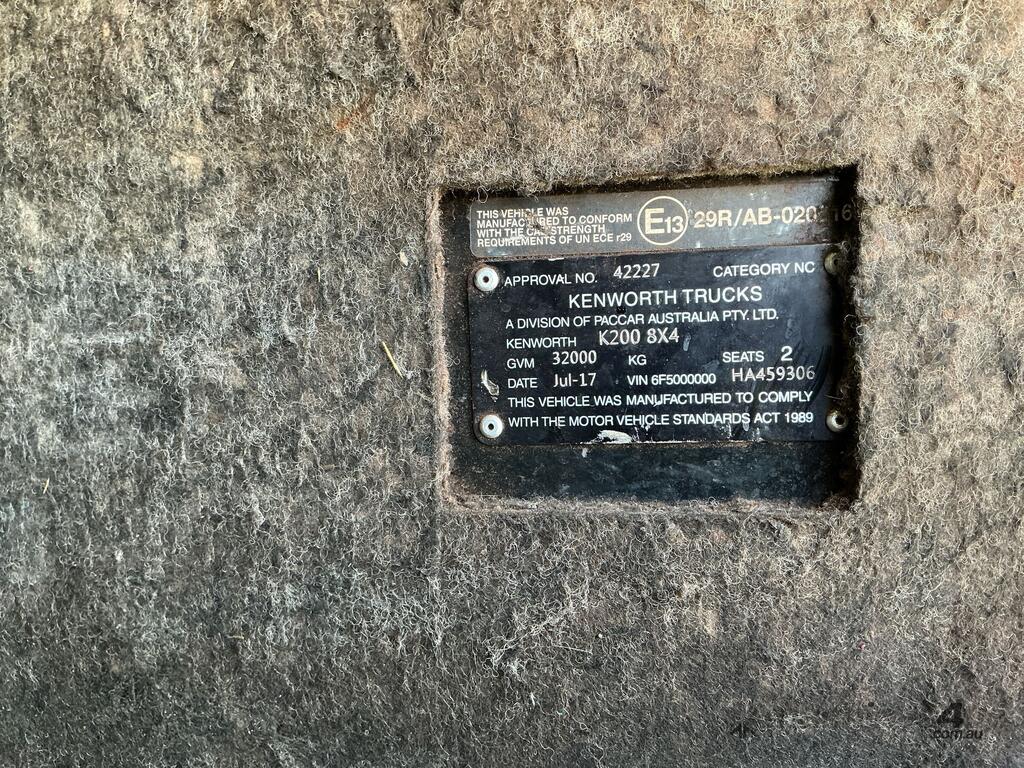 THIS VEHICLE WAS
MANUFACTURED TO CONFORM
WITH THE CAB STRENGTH
REQUIREMENTS OF UN ECE r29
E13 29R/AB-020
APPROVAL NO. 42227 CATEGORY NC
KENWORTH TRUCKS
A DIVISION OF PACCAR AUSTRALIA PTY. LTD.
KENWORTH K200 8X4
GVM 32000 KG SEATS 2
DATE Jul-17 VIN 6F5000000 HA459306
THIS VEHICLE WAS MANUFACTURED TO COMPLY
WITH THE MOTOR VEHICLE STANDARDS ACT 1989
4
.com.au